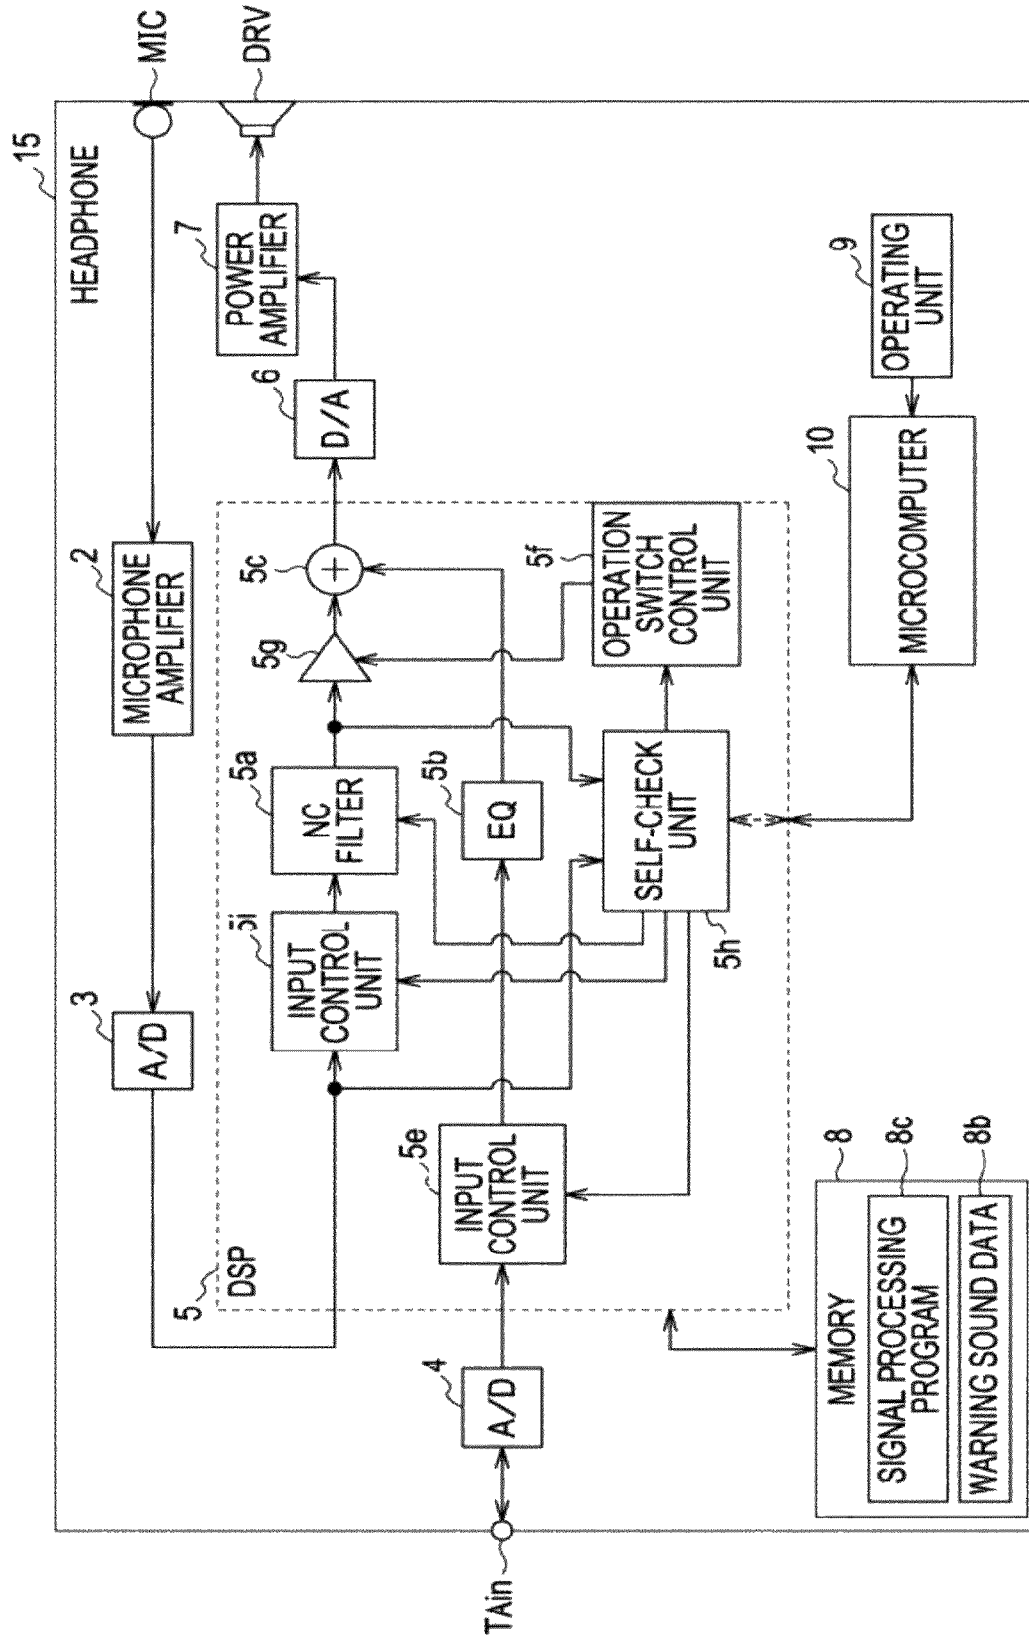 15
HEADPHONE
MIC
DRV
2
MICROPHONE
AMPLIFIER
3
A/D
7
POWER
AMPLIFIER
6
D/A
5
DSP
5i
INPUT
CONTROL
UNIT
5a
NC
FILTER
5g
5c
4
A/D
TAin
5e
INPUT
CONTROL
UNIT
5b
EQ
5f
OPERATION
SWITCH
CONTROL
UNIT
SELF-CHECK
UNIT
5h
8
MEMORY
8c
SIGNAL PROCESSING
PROGRAM
8b
WARNING SOUND DATA
10
MICROCOMPUTER
9
OPERATING
UNIT